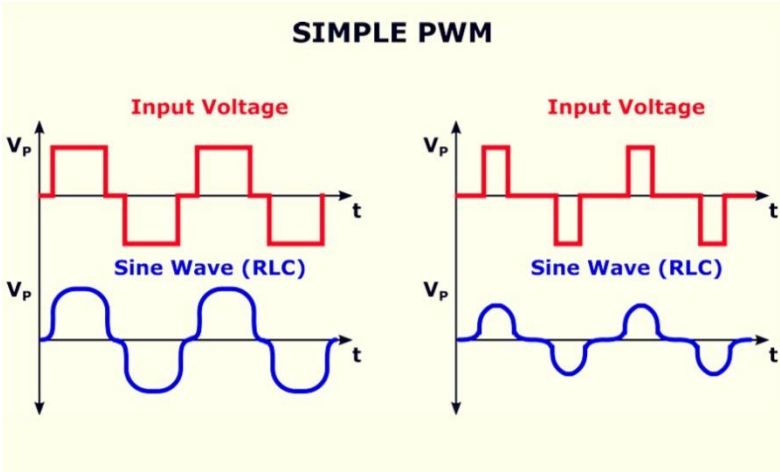 SIMPLE PWM
Input Voltage
Vₚ
t
Sine Wave (RLC)
Vₚ
t
Input Voltage
Vₚ
t
Sine Wave (RLC)
Vₚ
t